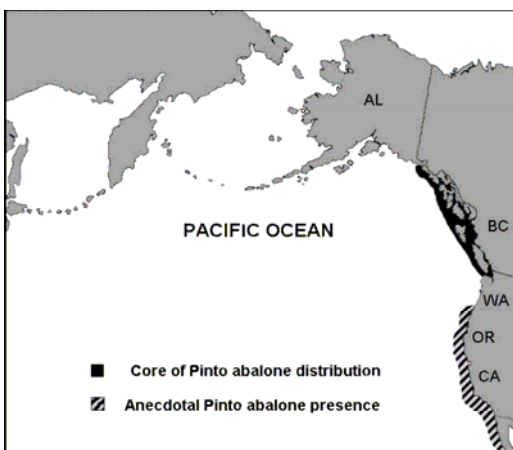 AL
BC
PACIFIC OCEAN
WA
OR
CA
Core of Pinto abalone distribution
Anecdotal Pinto abalone presence